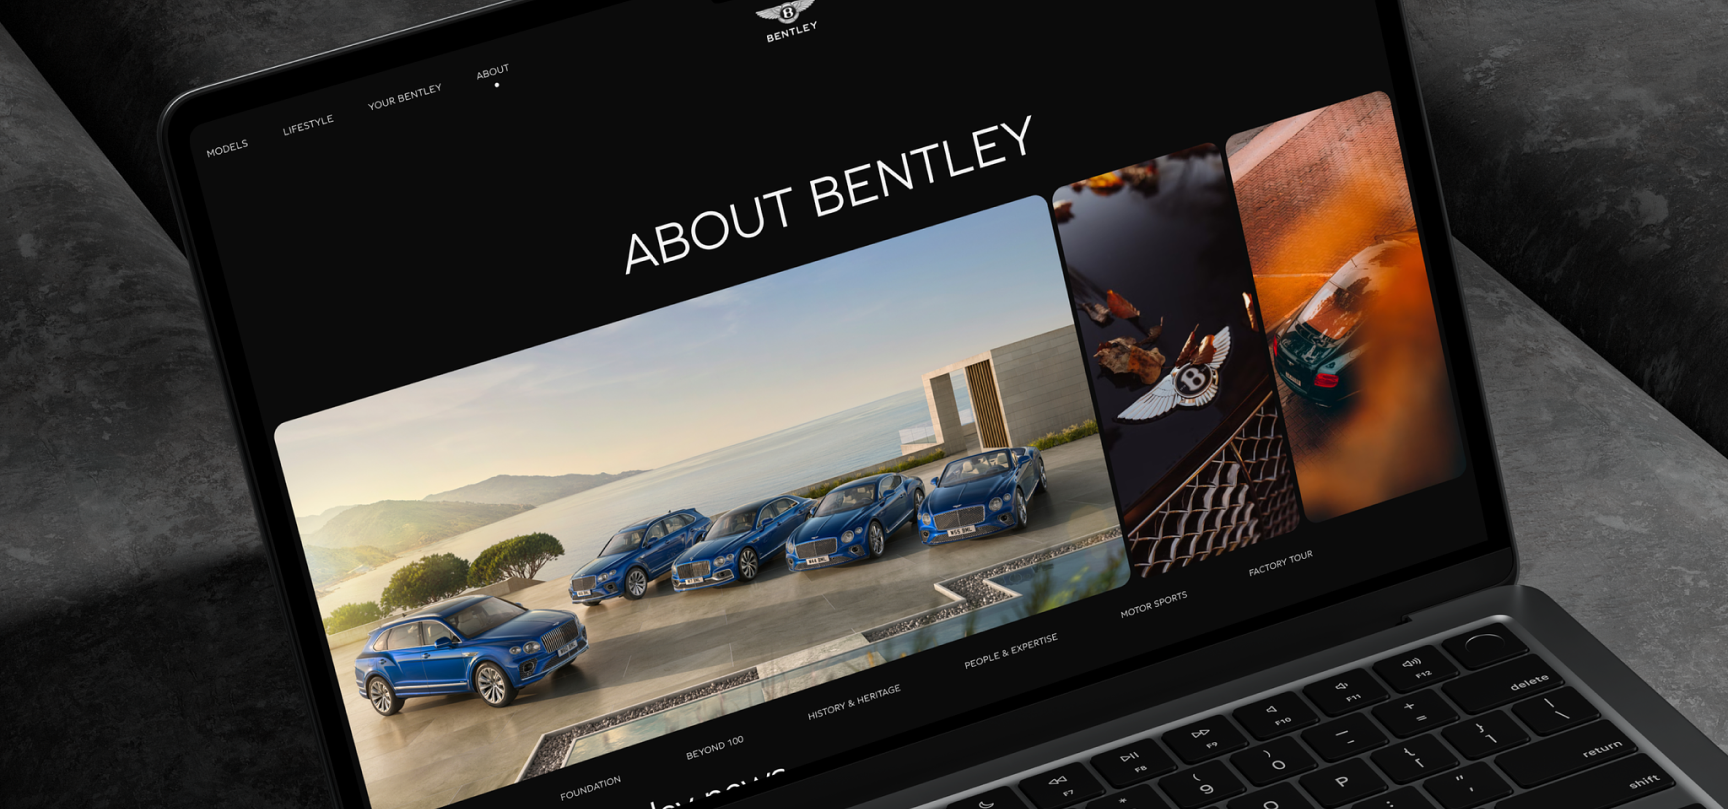 BENTLEY
MODELS
LIFESTYLE
YOUR BENTLEY
ABOUT
ABOUT BENTLEY
B
FOUNDATION
BEYOND 100
HISTORY & HERITAGE
PEOPLE & EXPERTISE
MOTOR SPORTS
FACTORY TOUR
news
F7
F8
F9
F10
F11
F12
delete
return
shift
P